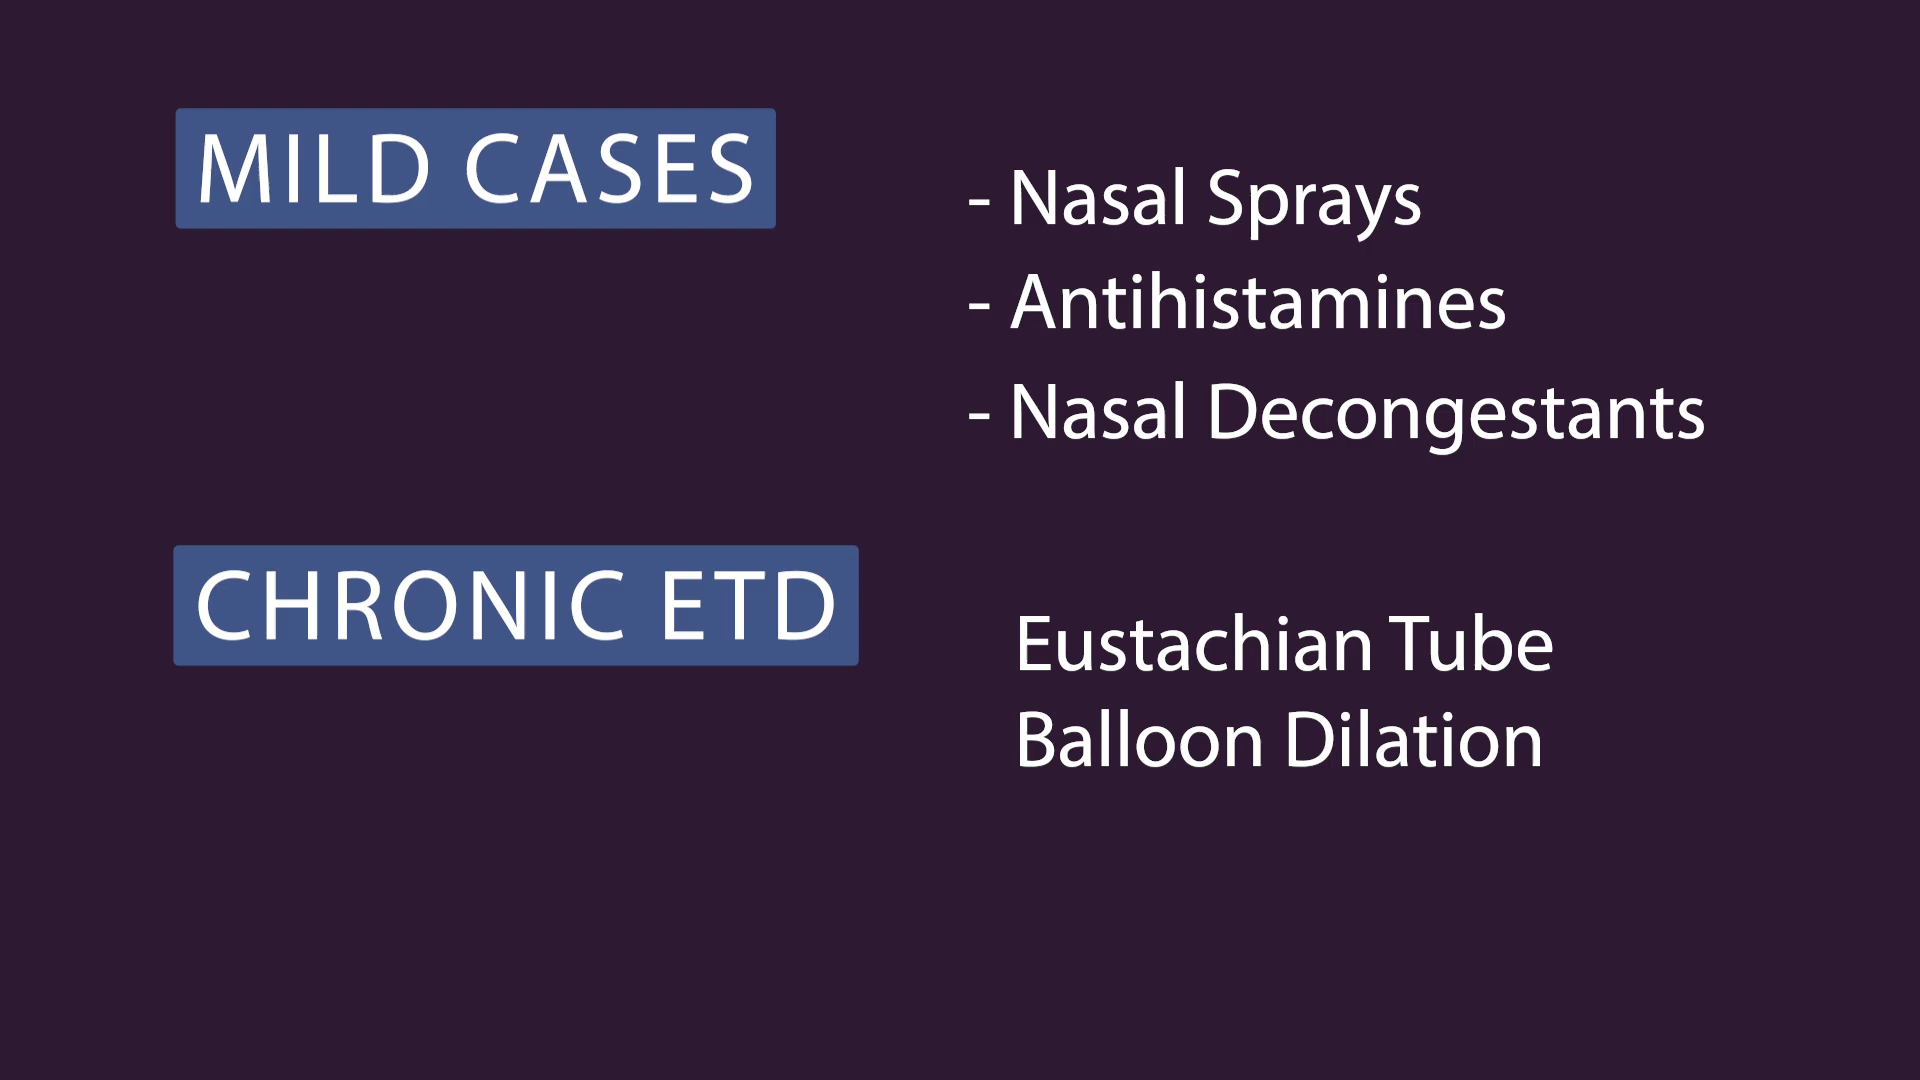 MILD CASES
- Nasal Sprays
- Antihistamines
- Nasal Decongestants
CHRONIC ETD
Eustachian Tube
Balloon Dilation